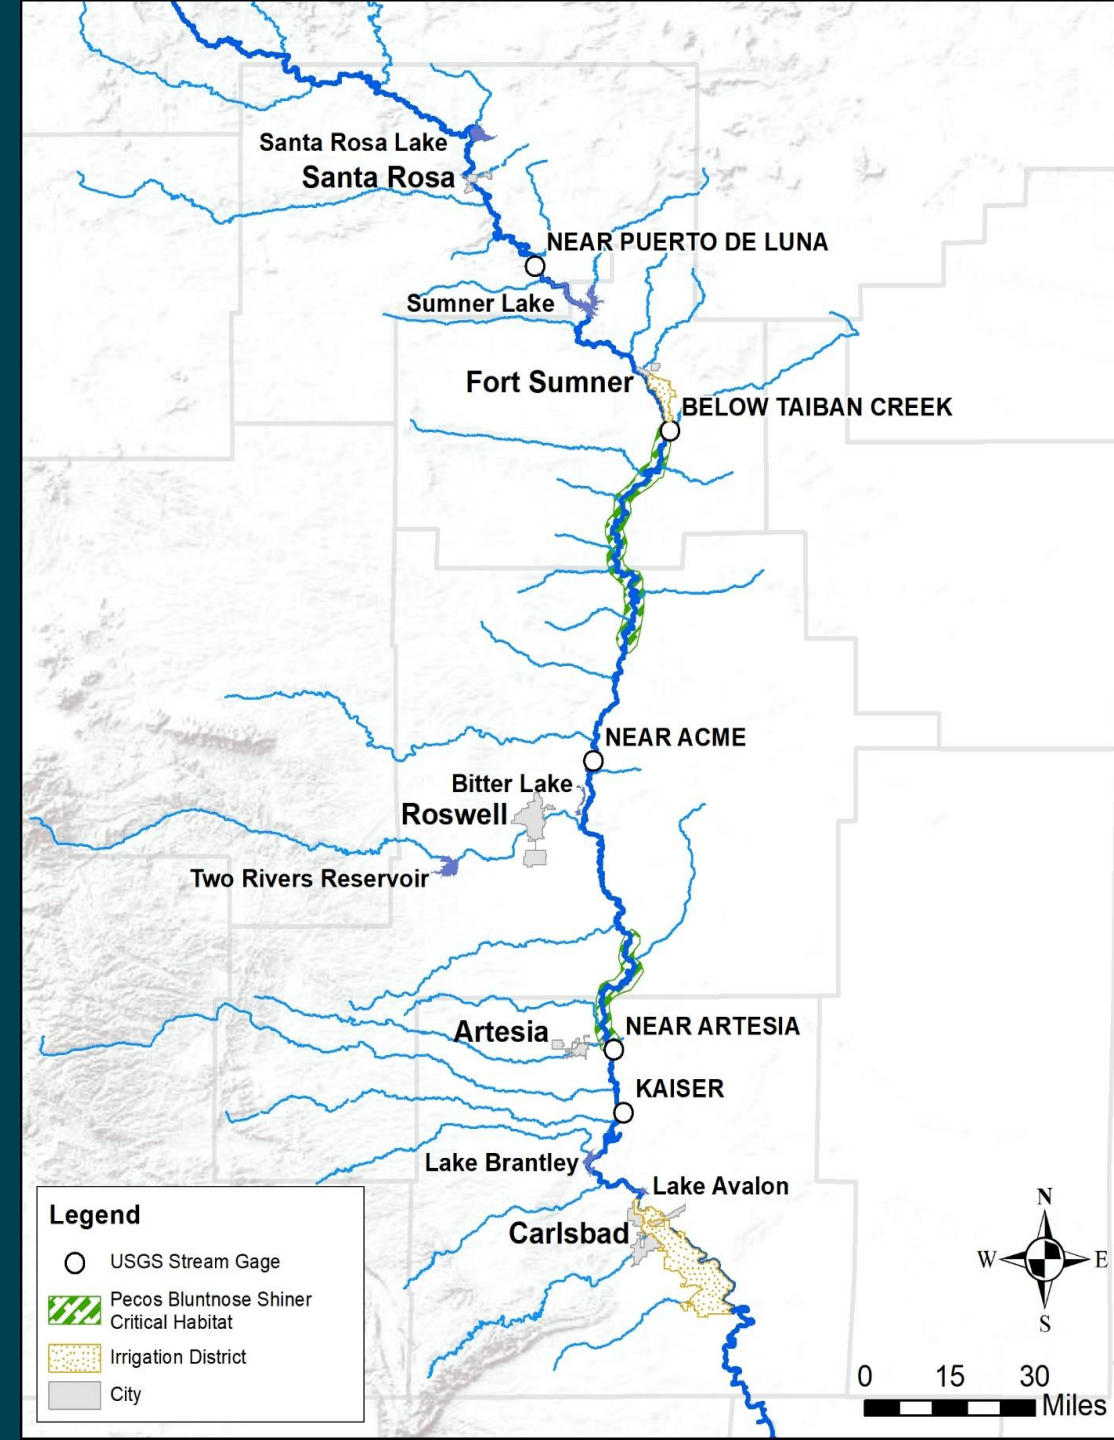 Santa Rosa Lake
Santa Rosa
NEAR PUERTO DE LUNA
Sumner Lake
Fort Sumner
BELOW TAIBAN CREEK
NEAR ACME
Bitter Lake
Roswell
Two Rivers Reservoir
Artesia
NEAR ARTESIA
KAISER
Lake Brantley
Lake Avalon
Carlsbad
Legend
USGS Stream Gage
Pecos Bluntnose Shiner
Critical Habitat
Irrigation District
City
N
W E
S
0 15 30
Miles